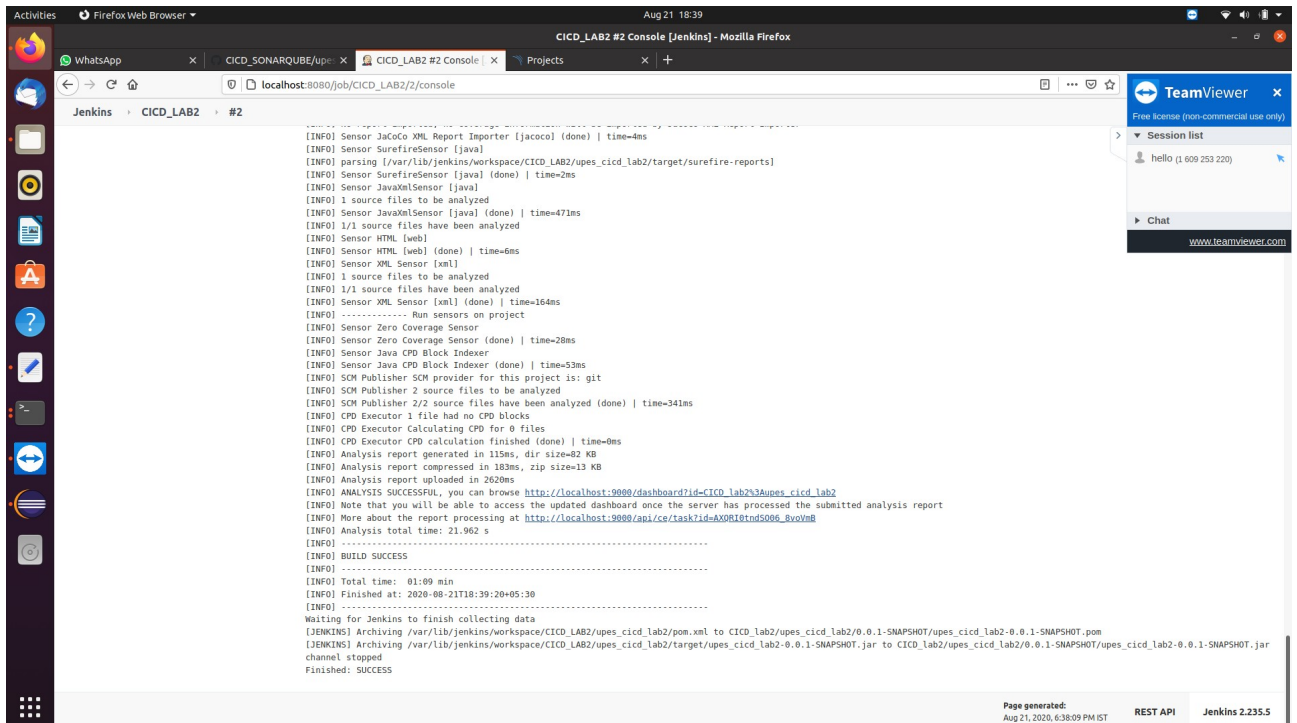 Activities Firefox Web Browser Aug 21 18:39
CICD_LAB2 #2 Console [Jenkins] - Mozilla Firefox
WhatsApp CICD_SONARQUBE/upes CICD_LAB2 #2 Console [ Projects
localhost:8080/job/CICD_LAB2/2/console
Jenkins CICD_LAB2 #2
[INFO] Sensor JaCoCo XML Report Importer [jacoco] (done) | time=4ms
[INFO] Sensor SurefireSensor [java]
[INFO] parsing [/var/lib/jenkins/workspace/CICD_LAB2/upes_cicd_lab2/target/surefire-reports]
[INFO] Sensor SurefireSensor [java] (done) | time=2ms
[INFO] Sensor JavaXmlSensor [java]
[INFO] 1 source files to be analyzed
[INFO] Sensor JavaXmlSensor [java] (done) | time=471ms
[INFO] 1/1 source files have been analyzed
[INFO] Sensor HTML [web]
[INFO] Sensor HTML [web] (done) | time=6ms
[INFO] Sensor XML Sensor [xml]
[INFO] 1 source files to be analyzed
[INFO] 1/1 source files have been analyzed
[INFO] Sensor XML Sensor [xml] (done) | time=164ms
[INFO] ------------- Run sensors on project
[INFO] Sensor Zero Coverage Sensor
[INFO] Sensor Zero Coverage Sensor (done) | time=28ms
[INFO] Sensor Java CPD Block Indexer
[INFO] Sensor Java CPD Block Indexer (done) | time=53ms
[INFO] SCM Publisher SCM provider for this project is: git
[INFO] SCM Publisher 2 source files to be analyzed
[INFO] SCM Publisher 2/2 source files have been analyzed (done) | time=341ms
[INFO] CPD Executor 1 file had no CPD blocks
[INFO] CPD Executor Calculating CPD for 0 files
[INFO] CPD Executor CPD calculation finished (done) | time=0ms
[INFO] Analysis report generated in 115ms, dir size=82 KB
[INFO] Analysis report compressed in 183ms, zip size=13 KB
[INFO] Analysis report uploaded in 2620ms
[INFO] ANALYSIS SUCCESSFUL, you can browse http://localhost:9000/dashboard?id=CICD_lab2%3Aupes_cicd_lab2
[INFO] Note that you will be able to access the updated dashboard once the server has processed the submitted analysis report
[INFO] More about the report processing at http://localhost:9000/api/ce/task?id=AXQRI0tndSO06_8voVmB
[INFO] Analysis total time: 21.962 s
[INFO] ------------------------------------------------------------------------
[INFO] BUILD SUCCESS
[INFO] ------------------------------------------------------------------------
[INFO] Total time: 01:09 min
[INFO] Finished at: 2020-08-21T18:39:20+05:30
[INFO] ------------------------------------------------------------------------
Waiting for Jenkins to finish collecting data
[JENKINS] Archiving /var/lib/jenkins/workspace/CICD_LAB2/upes_cicd_lab2/pom.xml to CICD_lab2/upes_cicd_lab2/0.0.1-SNAPSHOT/upes_cicd_lab2-0.0.1-SNAPSHOT.pom
[JENKINS] Archiving /var/lib/jenkins/workspace/CICD_LAB2/upes_cicd_lab2/target/upes_cicd_lab2-0.0.1-SNAPSHOT.jar to CICD_lab2/upes_cicd_lab2/0.0.1-SNAPSHOT/upes_cicd_lab2-0.0.1-SNAPSHOT.jar
channel stopped
Finished: SUCCESS
TeamViewer
Free license (non-commercial use only)
Session list
hello (1 609 253 220)
Chat
www.teamviewer.com
Page generated:
Aug 21, 2020, 6:38:09 PM IST
REST API Jenkins 2.235.5